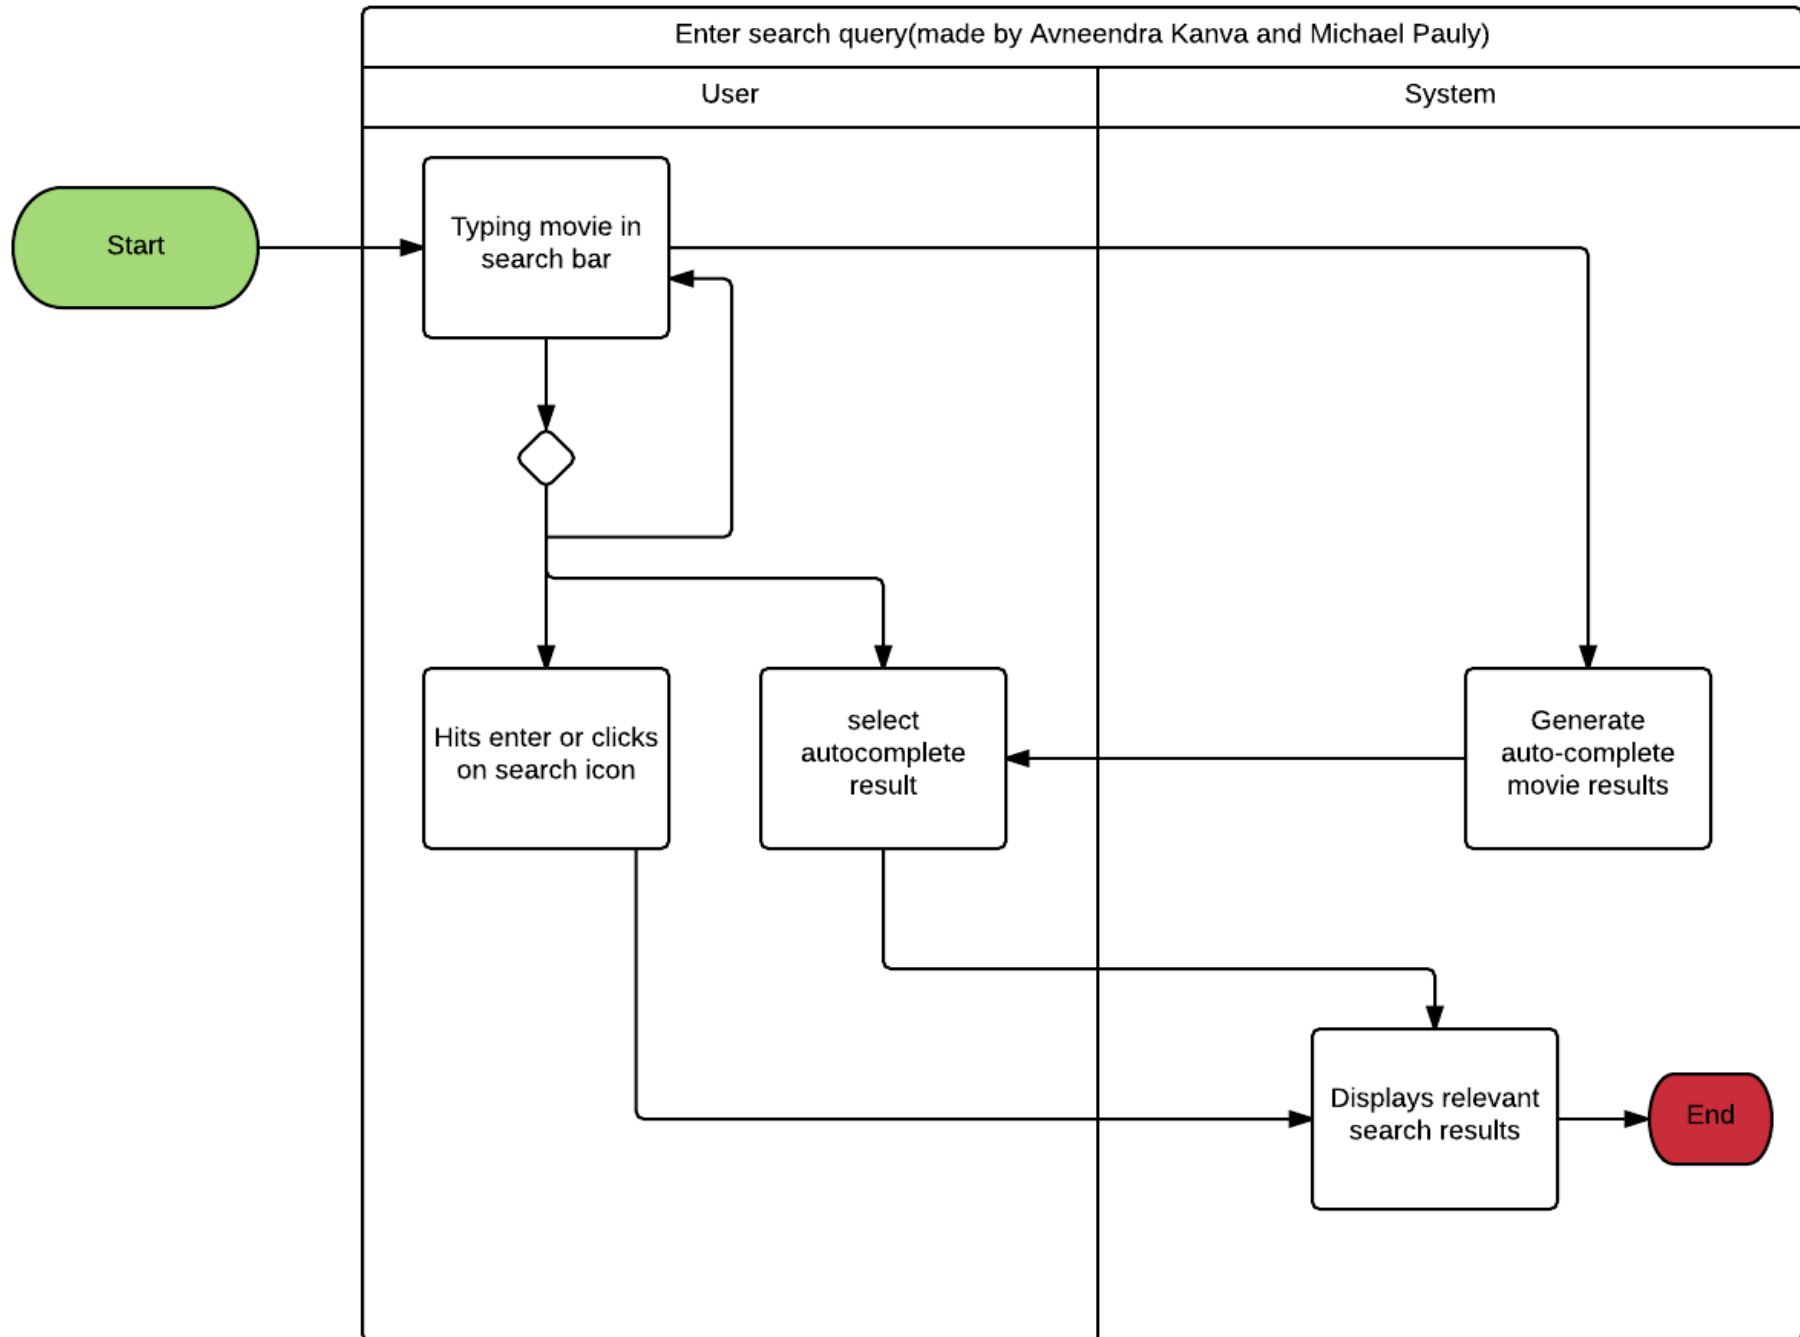 Enter search query(made by Avneendra Kanva and Michael Pauly)
User
System
Start
Typing movie in
search bar
Hits enter or clicks
on search icon
select
autocomplete
result
Generate
auto-complete
movie results
Displays relevant
search results
End